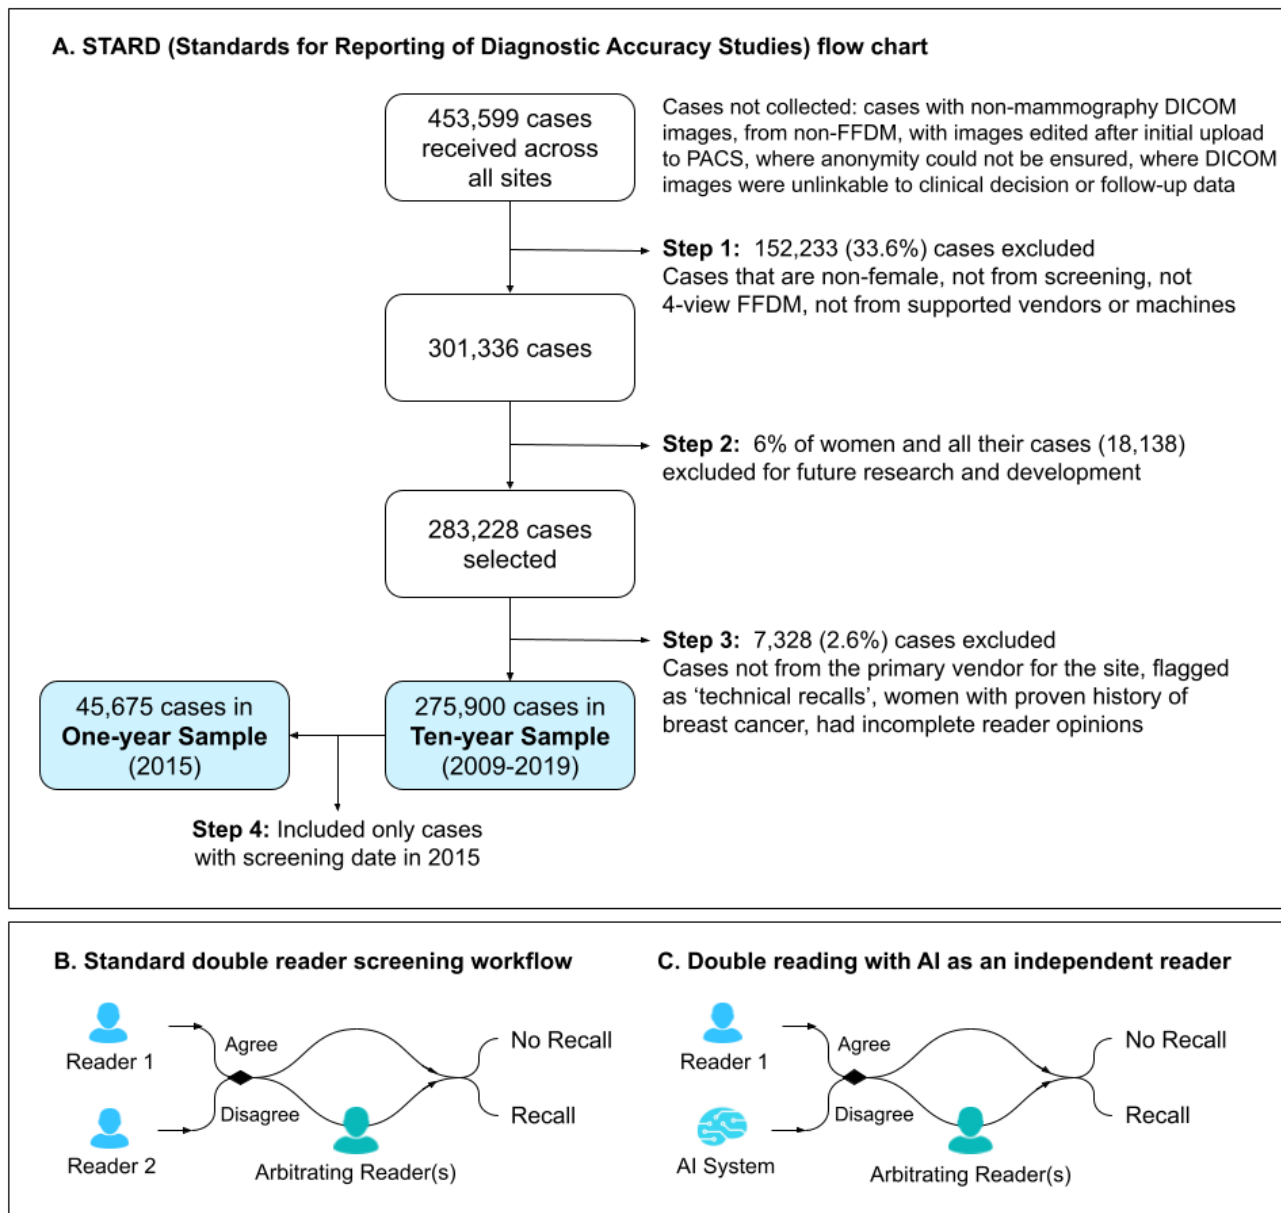 A. STARD (Standards for Reporting of Diagnostic Accuracy Studies) flow chart
453,599 cases
received across
all sites
Cases not collected: cases with non-mammography DICOM
images, from non-FFDM, with images edited after initial upload
to PACS, where anonymity could not be ensured, where DICOM
images were unlinkable to clinical decision or follow-up data
Step 1: 152,233 (33.6%) cases excluded
Cases that are non-female, not from screening, not
4-view FFDM, not from supported vendors or machines
301,336 cases
Step 2: 6% of women and all their cases (18,138)
excluded for future research and development
283,228 cases
selected
Step 3: 7,328 (2.6%) cases excluded
Cases not from the primary vendor for the site, flagged
as ‘technical recalls’, women with proven history of
breast cancer, had incomplete reader opinions
45,675 cases in
One-year Sample
(2015)
275,900 cases in
Ten-year Sample
(2009-2019)
Step 4: Included only cases
with screening date in 2015
B. Standard double reader screening workflow
Reader 1
Agree
Disagree
Reader 2
Arbitrating Reader(s)
No Recall
Recall
C. Double reading with AI as an independent reader
Reader 1
Agree
Disagree
AI System
Arbitrating Reader(s)
No Recall
Recall